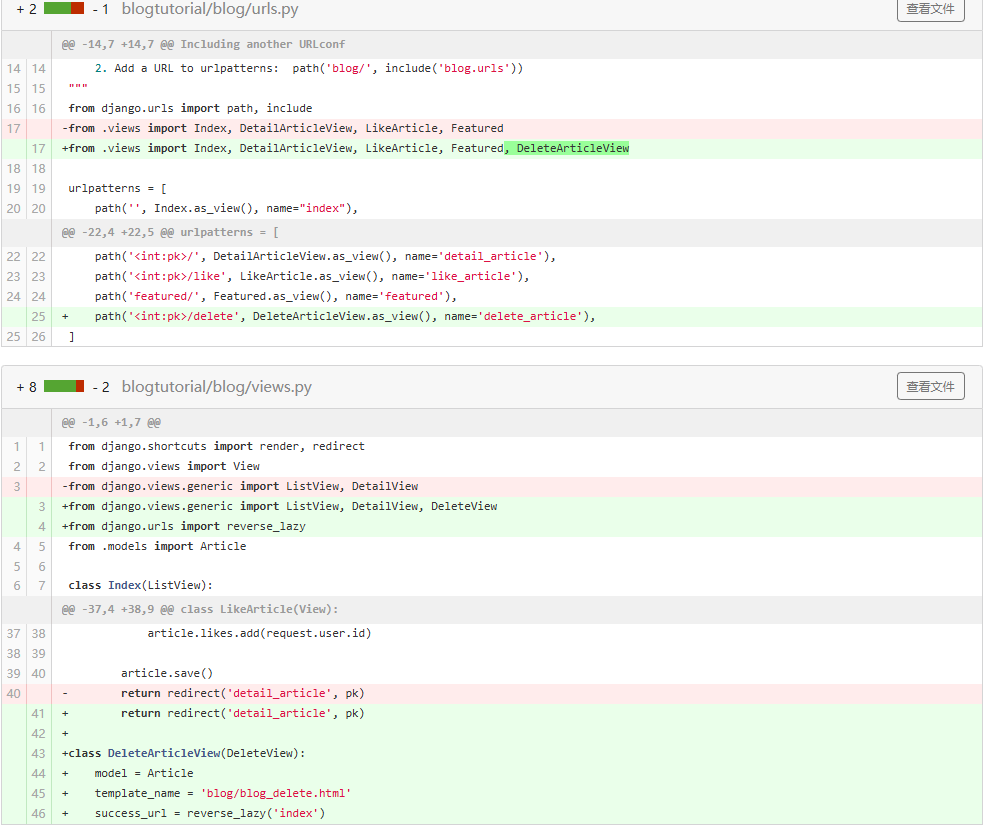 + 2 - 1 blogtutorial/blog/urls.py 查看文件
@@ -14,7 +14,7 @@ Including another URLconf
14 14     2. Add a URL to urlpatterns:  path('blog/', include('blog.urls'))
15 15 """
16 16 from django.urls import path, include
17 -from .views import Index, DetailArticleView, LikeArticle, Featured
17 +from .views import Index, DetailArticleView, LikeArticle, Featured, DeleteArticleView
18 18
19 19 urlpatterns = [
20 20     path('', Index.as_view(), name="index"),
@@ -22,4 +22,5 @@ urlpatterns = [
22 22     path('<int:pk>/', DetailArticleView.as_view(), name='detail_article'),
23 23     path('<int:pk>/like', LikeArticle.as_view(), name='like_article'),
24 24     path('featured/', Featured.as_view(), name='featured'),
25 +    path('<int:pk>/delete', DeleteArticleView.as_view(), name='delete_article'),
25 26 ]
+ 8 - 2 blogtutorial/blog/views.py 查看文件
@@ -1,6 +1,7 @@
1 1 from django.shortcuts import render, redirect
2 2 from django.views import View
3 -from django.views.generic import ListView, DetailView
3 +from django.views.generic import ListView, DetailView, DeleteView
4 +from django.urls import reverse_lazy
4 5 from .models import Article
5 6
6 7 class Index(ListView):
@@ -37,4 +38,9 @@ class LikeArticle(View):
37 38             article.likes.add(request.user.id)
38 39
39 40         article.save()
40 -        return redirect('detail_article', pk)
41 +        return redirect('detail_article', pk)
42 +
43 +class DeleteArticleView(DeleteView):
44 +    model = Article
45 +    template_name = 'blog/blog_delete.html'
46 +    success_url = reverse_lazy('index')